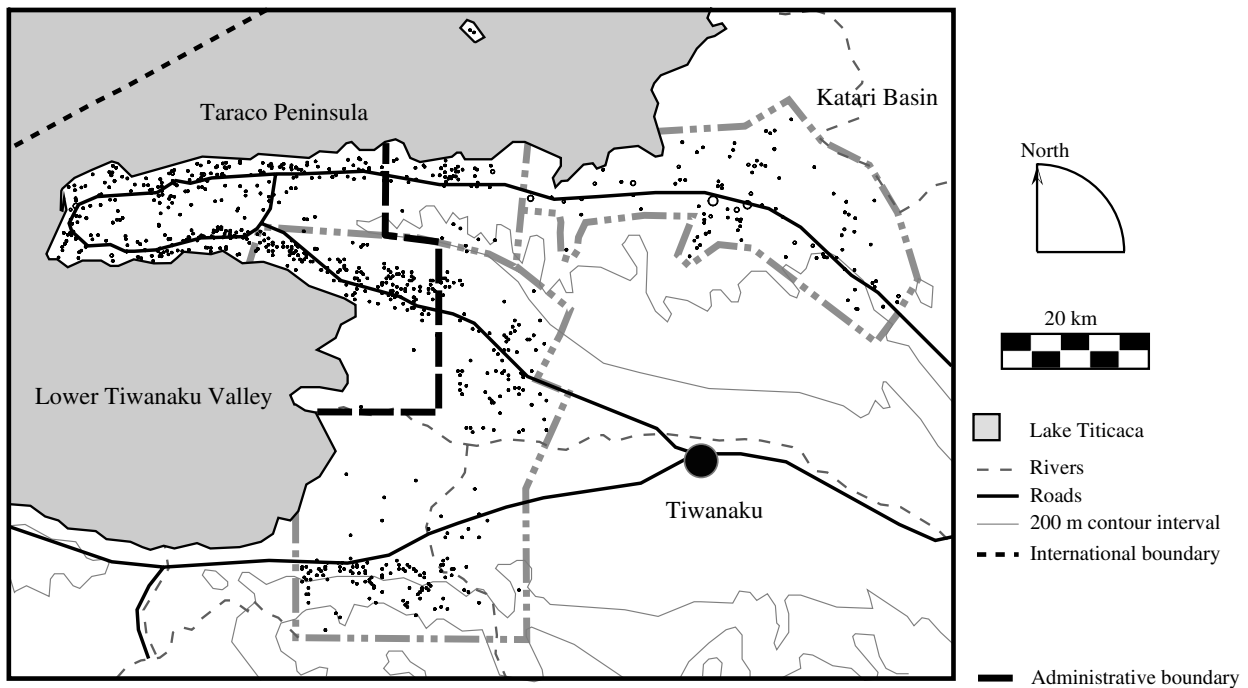 Taraco Peninsula
Katari Basin
Lower Tiwanaku Valley
Tiwanaku
North
20 km
Lake Titicaca
Rivers
Roads
200 m contour interval
International boundary
Administrative boundary